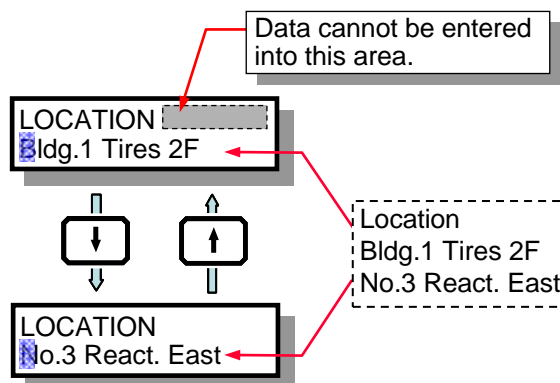 Data cannot be entered
into this area.
LOCATION
Bldg.1 Tires 2F
Location
Bldg.1 Tires 2F
No.3 React. East
LOCATION
No.3 React. East